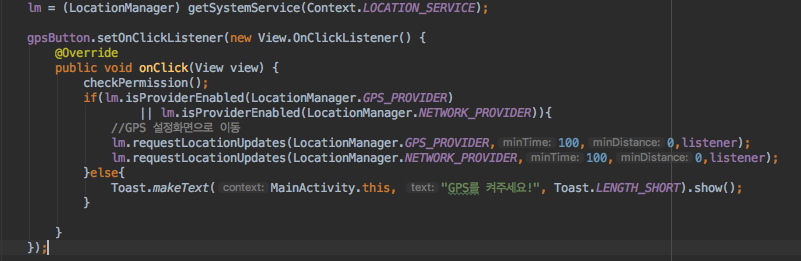 lm = (LocationManager) getSystemService(Context.LOCATION_SERVICE);
gpsButton.setOnClickListener(new View.OnClickListener() {
@Override
public void onClick(View view) {
checkPermission();
if(lm.isProviderEnabled(LocationManager.GPS_PROVIDER)
|| lm.isProviderEnabled(LocationManager.NETWORK_PROVIDER)){
//GPS 설정화면으로 이동
lm.requestLocationUpdates(LocationManager.GPS_PROVIDER, minTime: 100, minDistance: 0,listener);
lm.requestLocationUpdates(LocationManager.NETWORK_PROVIDER, minTime: 100, minDistance: 0,listener);
}else{
Toast.makeText( context: MainActivity.this, text: "GPS를 켜주세요!", Toast.LENGTH_SHORT).show();
}
}
});